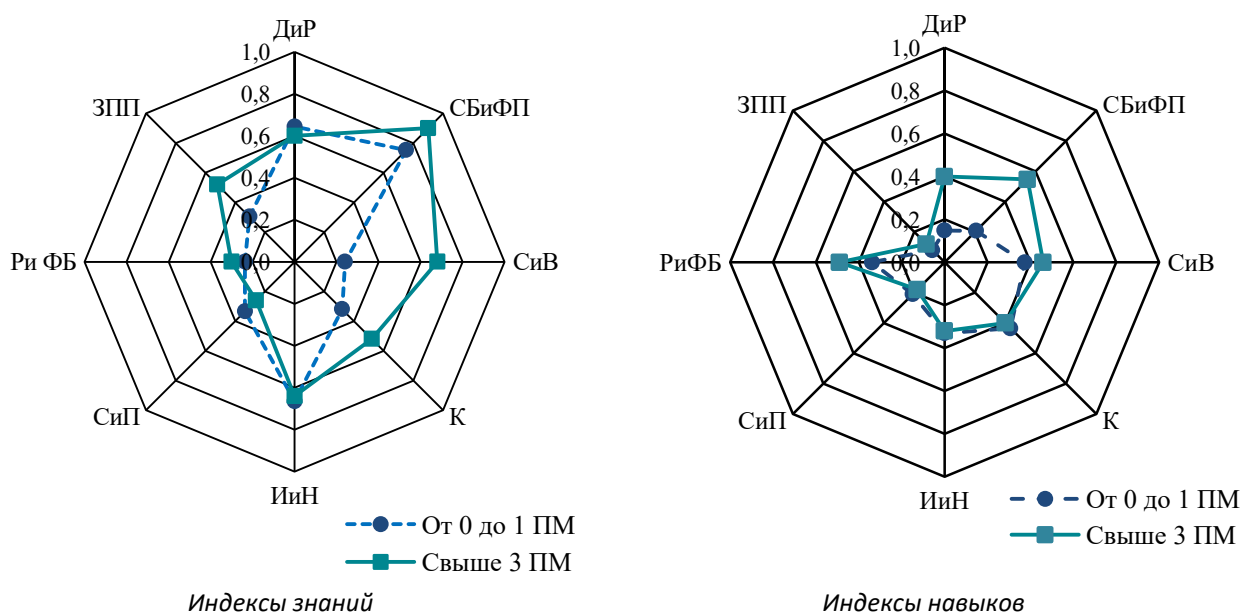 ДиР
1,0
0,8
0,6
0,4
0,2
0,0
СБиФП
СиВ
К
ИиН
СиП
Ри ФБ
ЗПП
От 0 до 1 ПМ
Свыше 3 ПМ
Индексы знаний
ДиР
1,0
0,8
0,6
0,4
0,2
0,0
СБиФП
СиВ
К
ИиН
СиП
РиФБ
ЗПП
От 0 до 1 ПМ
Свыше 3 ПМ
Индексы навыков